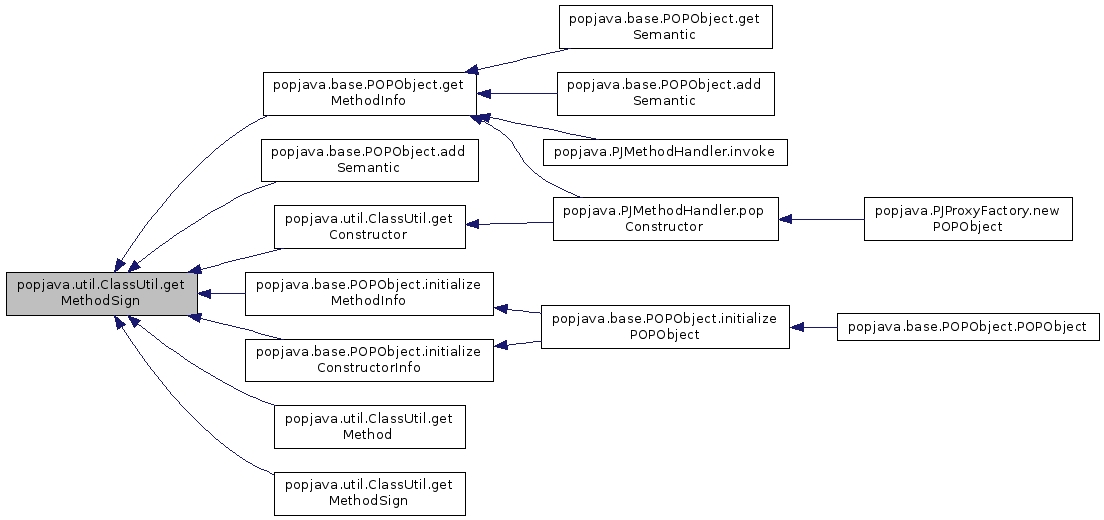 popjava.base.POPObject.get
Semantic
popjava.base.POPObject.get
MethodInfo
popjava.base.POPObject.add
Semantic
popjava.base.POPObject.add
Semantic
popjava.PJMethodHandler.invoke
popjava.util.ClassUtil.get
Constructor
popjava.PJMethodHandler.pop
Constructor
popjava.PJProxyFactory.new
POPObject
popjava.util.ClassUtil.get
MethodSign
popjava.base.POPObject.initialize
MethodInfo
popjava.base.POPObject.initialize
POPObject
popjava.base.POPObject.POPObject
popjava.base.POPObject.initialize
ConstructorInfo
popjava.util.ClassUtil.get
Method
popjava.util.ClassUtil.get
MethodSign